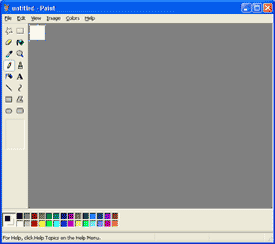 untitled - Paint
File Edit View Image Colors Help
A
For Help, click Help Topics on the Help Menu.